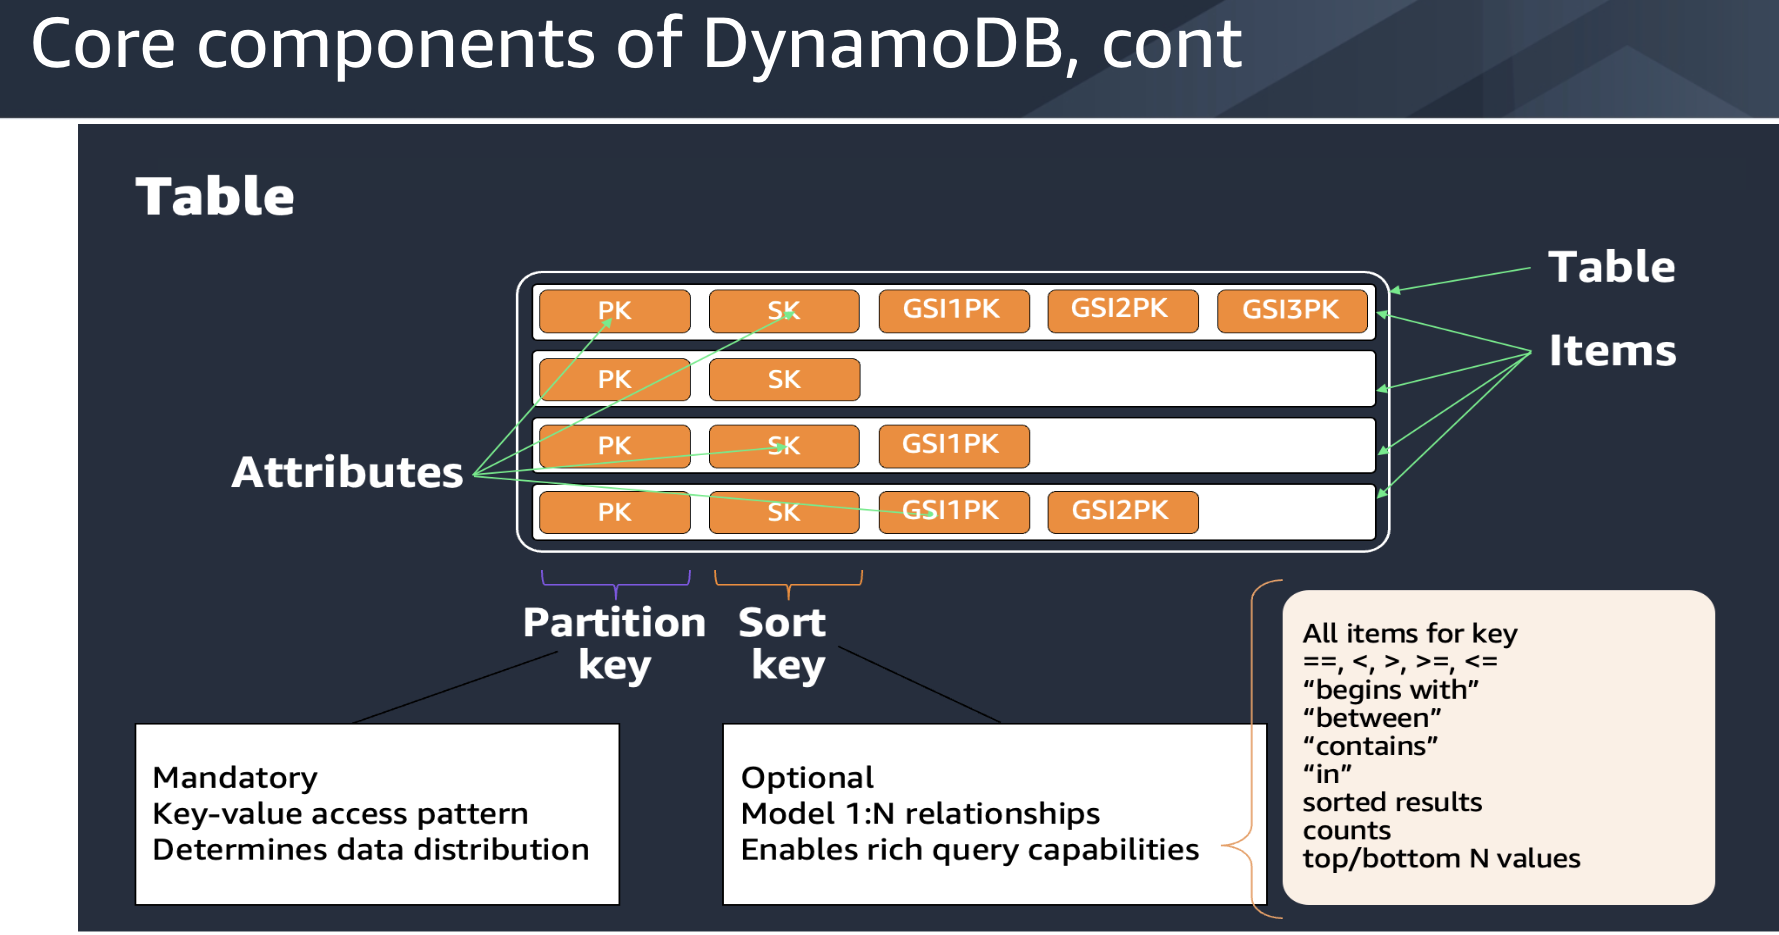 Core components of DynamoDB, cont
Table
Table
PK SK GSI1PK GSI2PK GSI3PK
Items
PK SK
PK SK GSI1PK
Attributes
PK SK GSI1PK GSI2PK
Partition
key
Sort
key
Mandatory
Key-value access pattern
Determines data distribution
Optional
Model 1:N relationships
Enables rich query capabilities
All items for key
==, <, >, >=, <=
“begins with”
“between”
“contains”
“in”
sorted results
counts
top/bottom N values